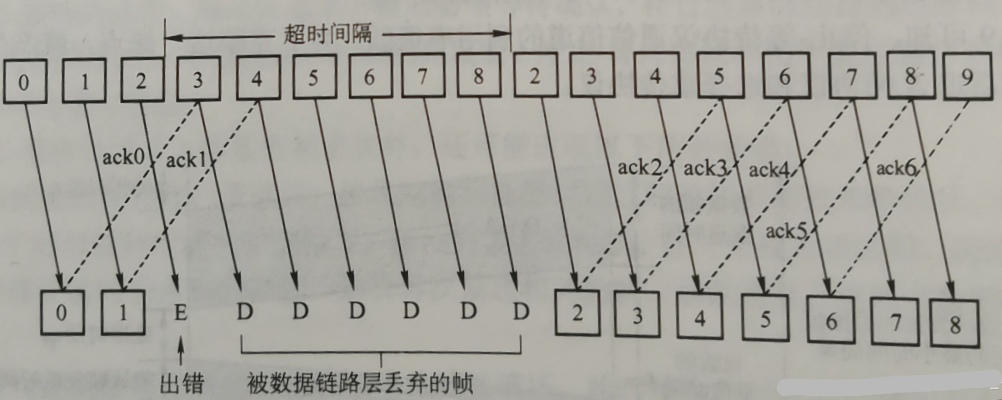 超时间隔
0 1 2 3 4 5 6 7 8 2 3 4 5 6 7 8 9
ack0 ack1 ack2 ack3 ack4 ack6
ack5
0 1 E D D D D D D 2 3 4 5 6 7 8
出错 被数据链路层丢弃的帧